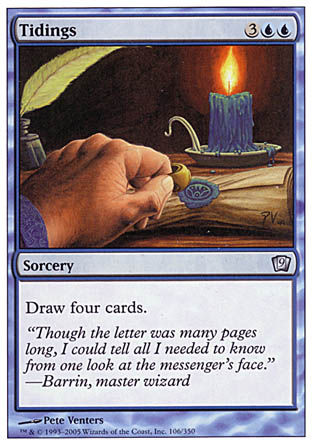 Tidings 3
Sorcery 9
Draw four cards.
“Though the letter was many pages
long, I could tell all I needed to know
from one look at the messenger’s face.”
—Barrin, master wizard
Pete Venters
™ & © 1993–2005 Wizards of the Coast, Inc. 106/350